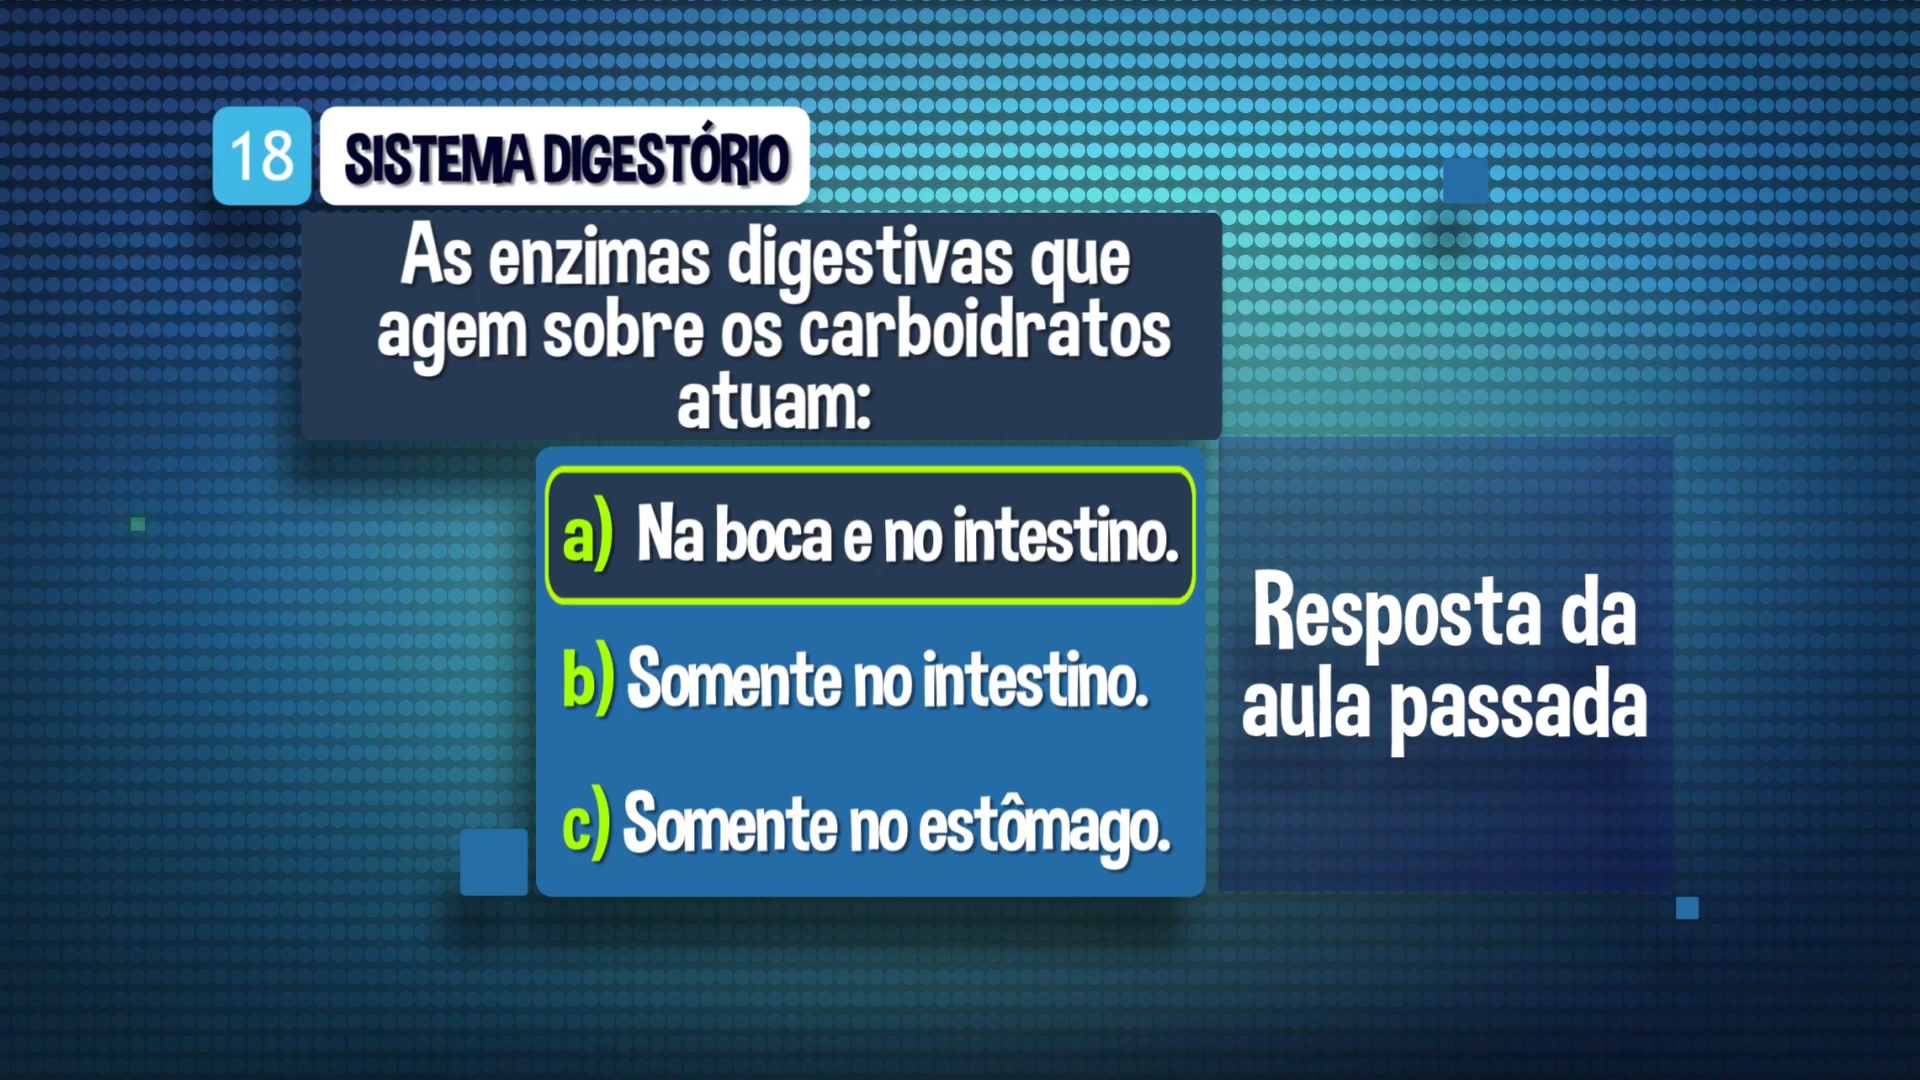 18 SISTEMA DIGESTÓRIO
As enzimas digestivas que
agem sobre os carboidratos
atuam:
a) Na boca e no intestino.
b) Somente no intestino.
c) Somente no estômago.
Resposta da
aula passada